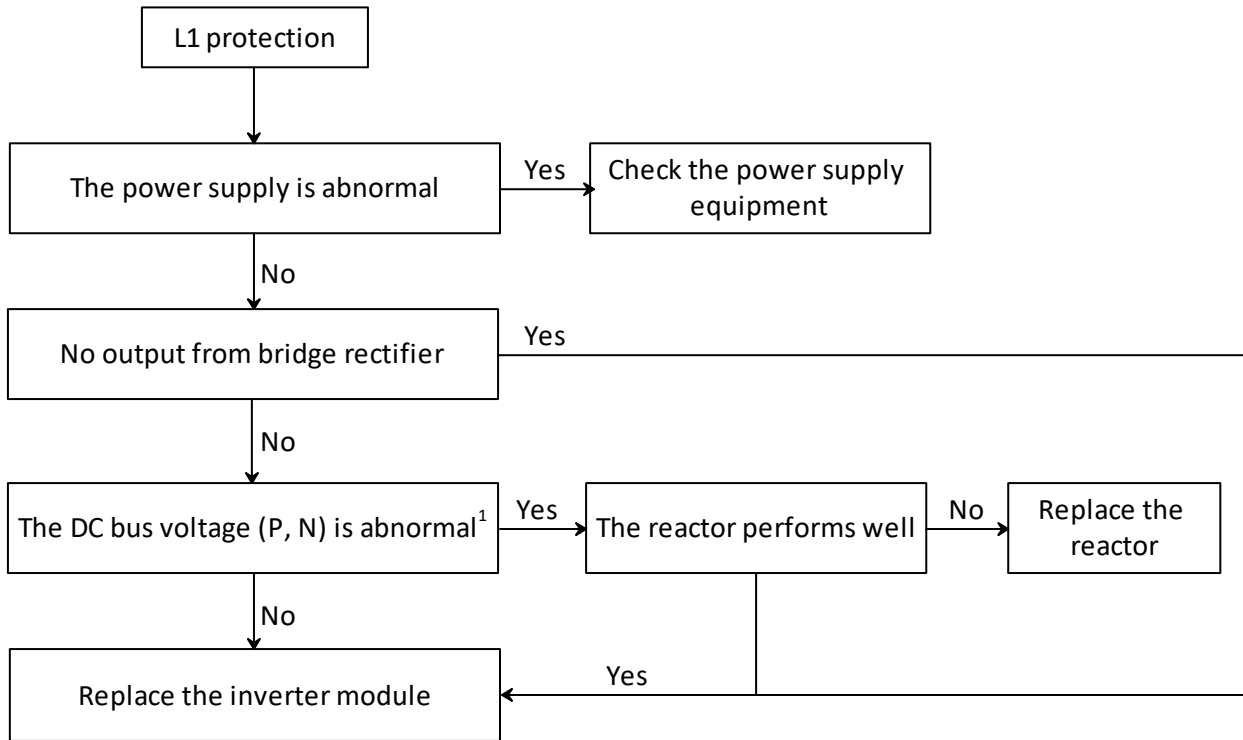 L1 protection
The power supply is abnormal
Yes
Check the power supply
equipment
No
No output from bridge rectifier
Yes
No
The DC bus voltage (P, N) is abnormal1
Yes
The reactor performs well
No
Replace the
reactor
No
Replace the inverter module
Yes